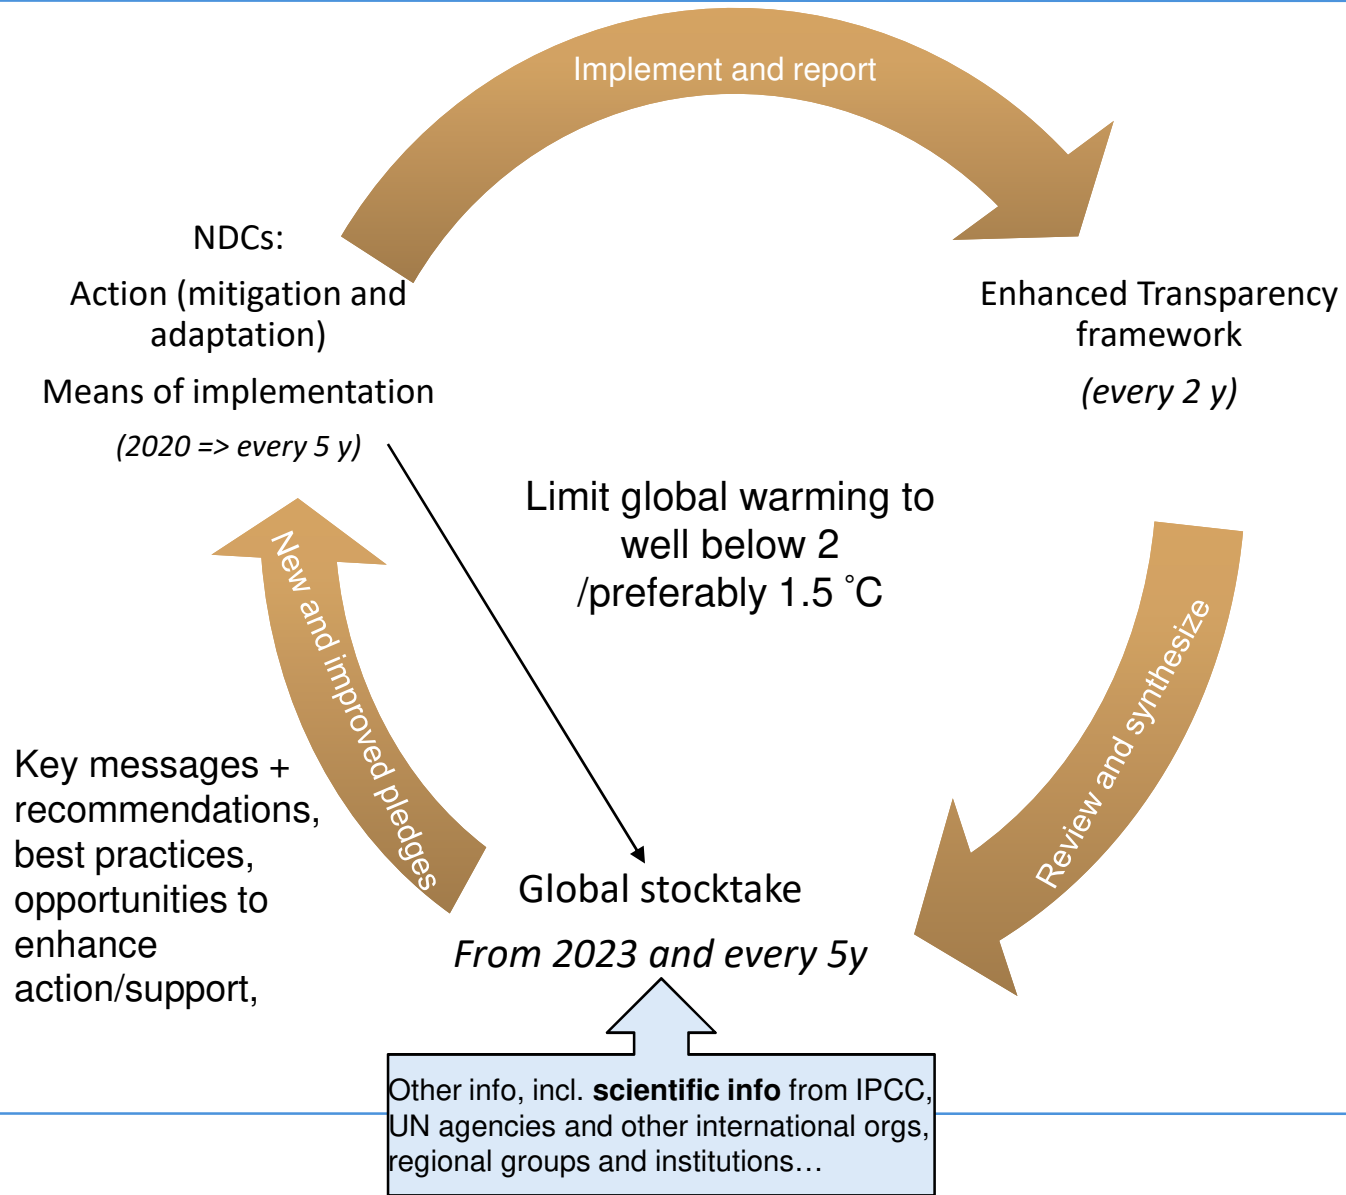 Implement and report
NDCs:
Action (mitigation and
adaptation)
Means of implementation
(2020 => every 5 y)
Enhanced Transparency
framework
(every 2 y)
Limit global warming to
well below 2
/preferably 1.5 ˚C
New and improved pledges
Review and synthesize
Key messages +
recommendations,
best practices,
opportunities to
enhance
action/support,
Global stocktake
From 2023 and every 5y
Other info, incl. scientific info from IPCC,
UN agencies and other international orgs,
regional groups and institutions…